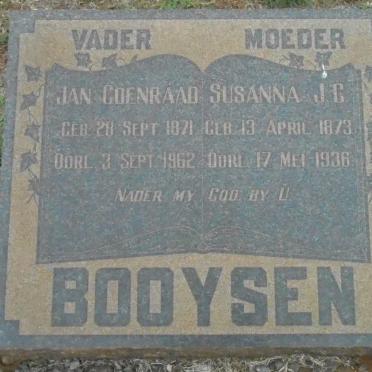 VADER MOEDER
JAN COENRAAD SUSANNA J.C.
GEB. 28 SEPT. 1871 GEB. 13 APRIL 1873
OORL. 3 SEPT. 1962 OORL. 17 MEI 1936
NADER MY GOD BY U
BOOYSEN